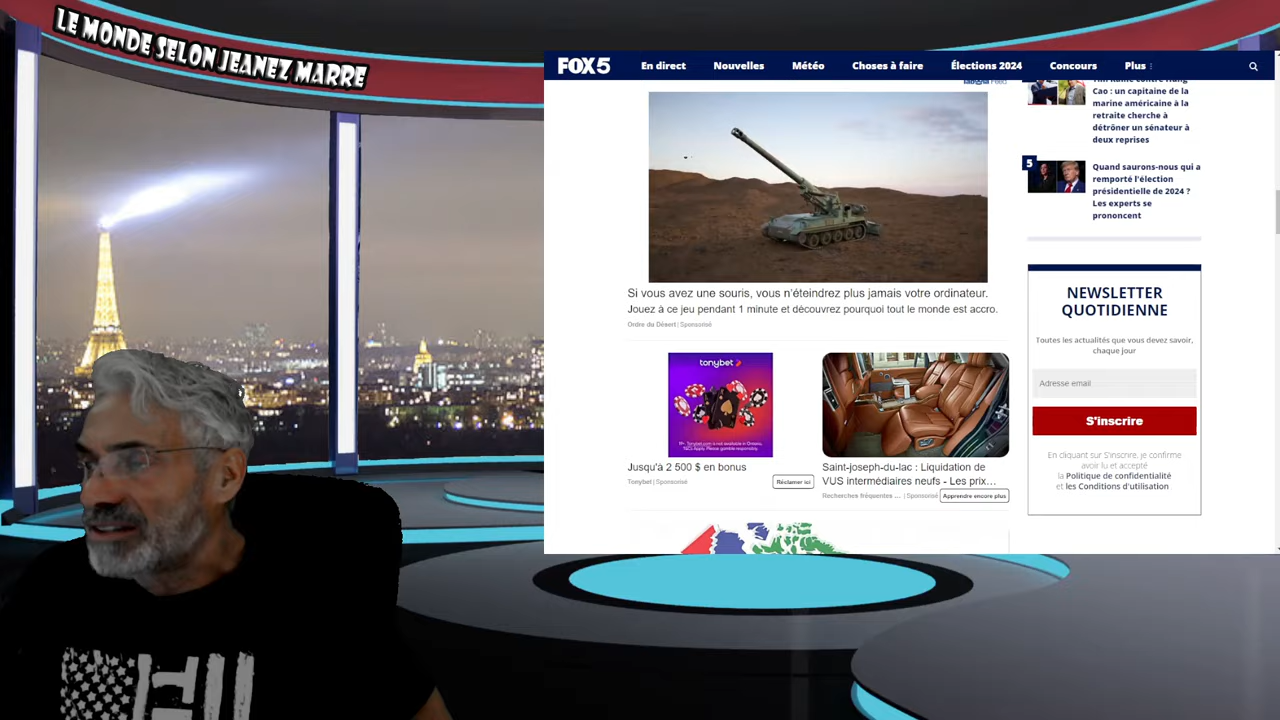 LE MONDE SELON JEANEZ MARRE
FOX 5 En direct Nouvelles Météo Choses à faire Élections 2024 Concours Plus
Cao : un capitaine de la
marine américaine à la
retraite cherche à
détrôner un sénateur à
deux reprises
5
Quand saurons-nous qui a
remporté l'élection
présidentielle de 2024 ?
Les experts se
prononcent
Si vous avez une souris, vous n'éteindrez plus jamais votre ordinateur.
Jouez à ce jeu pendant 1 minute et découvrez pourquoi tout le monde est accro.
Ordre du Désert | Sponsorisé
tonybet
Jusqu'à 2 500 $ en bonus
Tonybet | Sponsorisé
Réclamer ici
Saint-joseph-du-lac : Liquidation de
VUS intermédiaires neufs - Les prix…
Recherches fréquentes ... | Sponsorisé
Apprendre encore plus
NEWSLETTER
QUOTIDIENNE
Toutes les actualités que vous devez savoir,
chaque jour
Adresse email
S'inscrire
En cliquant sur S'inscrire, je confirme
avoir lu et accepté
la Politique de confidentialité
et les Conditions d'utilisation